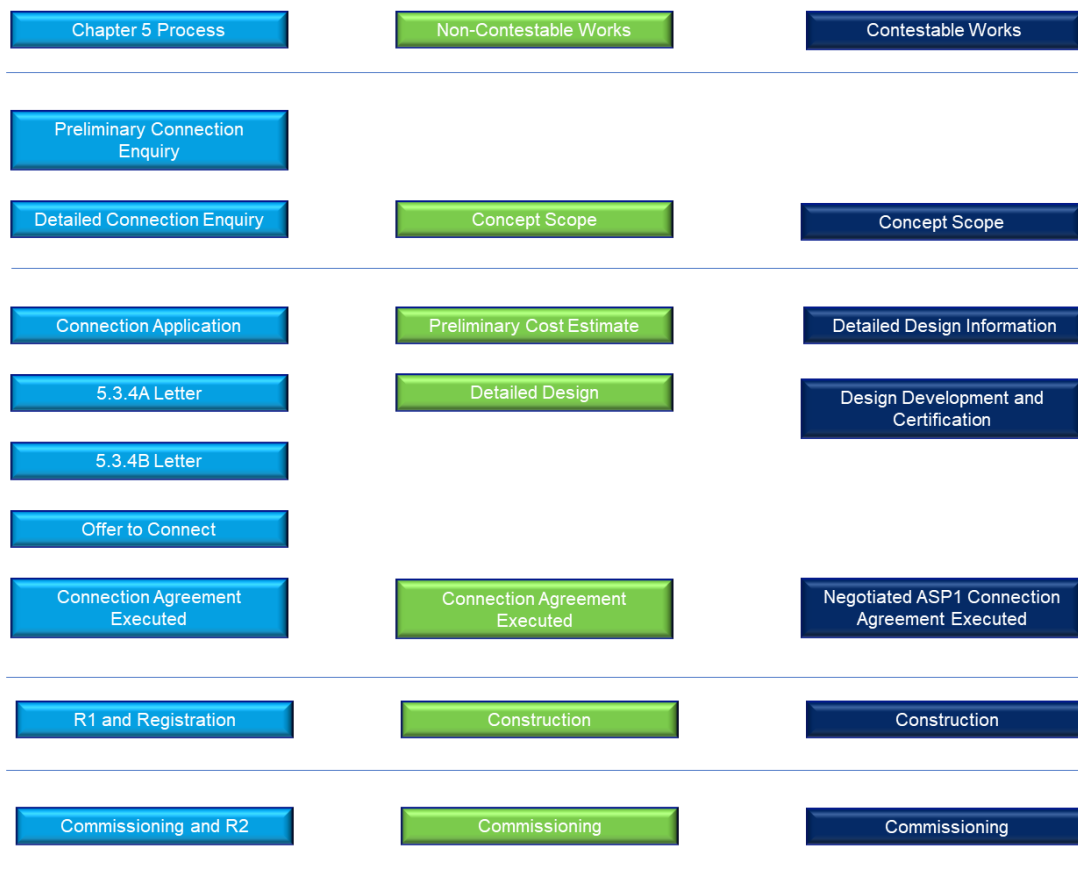 Chapter 5 Process
Non-Contestable Works
Contestable Works
Preliminary Connection
Enquiry
Detailed Connection Enquiry
Concept Scope
Concept Scope
Connection Application
Preliminary Cost Estimate
Detailed Design Information
5.3.4A Letter
Detailed Design
Design Development and
Certification
5.3.4B Letter
Offer to Connect
Connection Agreement
Executed
Connection Agreement
Executed
Negotiated ASP1 Connection
Agreement Executed
R1 and Registration
Construction
Construction
Commissioning and R2
Commissioning
Commissioning